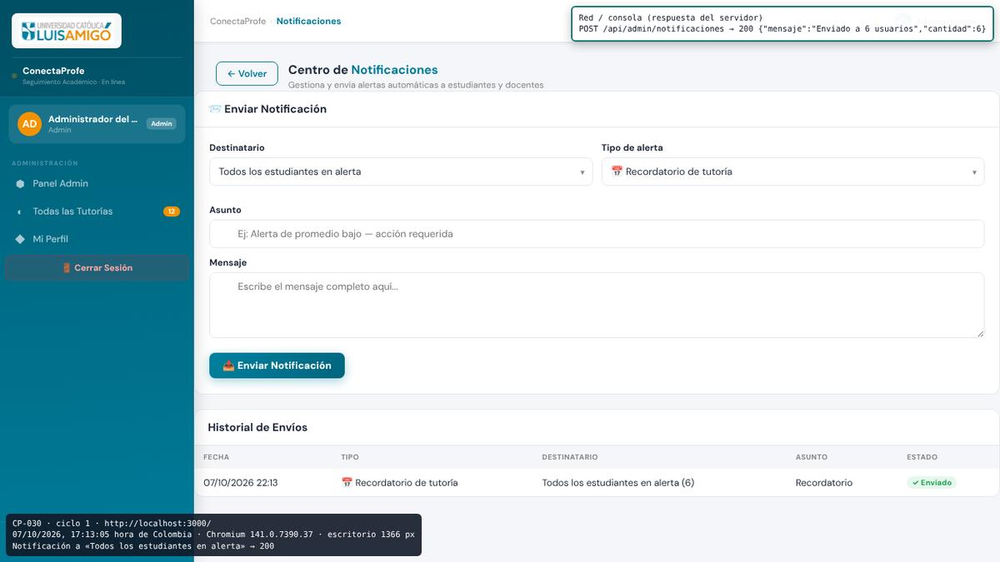 UNIVERSIDAD CATÓLICA
LUISAMIGÓ
ConectaProfe
Seguimiento Académico · En línea
AD
Administrador del ...
Admin
Admin
ADMINISTRACIÓN
Panel Admin
Todas las Tutorías
12
Mi Perfil
Cerrar Sesión
ConectaProfe › Notificaciones
Red / consola (respuesta del servidor)
POST /api/admin/notificaciones → 200 {"mensaje":"Enviado a 6 usuarios","cantidad":6}
← Volver
Centro de Notificaciones
Gestiona y envía alertas automáticas a estudiantes y docentes
Enviar Notificación
Destinatario
Tipo de alerta
Todos los estudiantes en alerta
Recordatorio de tutoría
Asunto
Ej: Alerta de promedio bajo — acción requerida
Mensaje
Escribe el mensaje completo aquí...
Enviar Notificación
Historial de Envíos
FECHA TIPO DESTINATARIO ASUNTO ESTADO
07/10/2026 22:13 Recordatorio de tutoría Todos los estudiantes en alerta (6) Recordatorio ✓ Enviado
CP-030 · ciclo 1 · http://localhost:3000/
07/10/2026, 17:13:05 hora de Colombia · Chromium 141.0.7390.37 · escritorio 1366 px
Notificación a «Todos los estudiantes en alerta» → 200